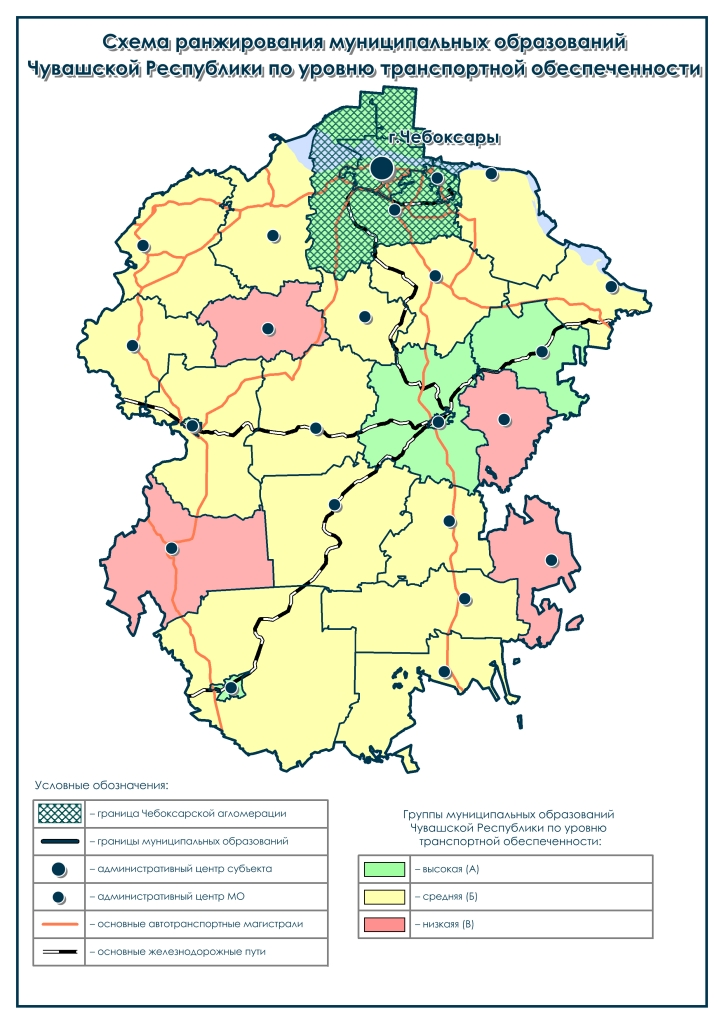 Схема ранжирования муниципальных образований
Чувашской Республики по уровню транспортной обеспеченности
г.Чебоксары
Условные обозначения:
– граница Чебоксарской агломерации
– границы муниципальных образований
– административный центр субъекта
– административный центр МО
– основные автотранспортные магистрали
– основные железнодорожные пути
Группы муниципальных образований
Чувашской Республики по уровню
транспортной обеспеченности:
– высокая (А)
– средняя (Б)
– низкаяя (В)